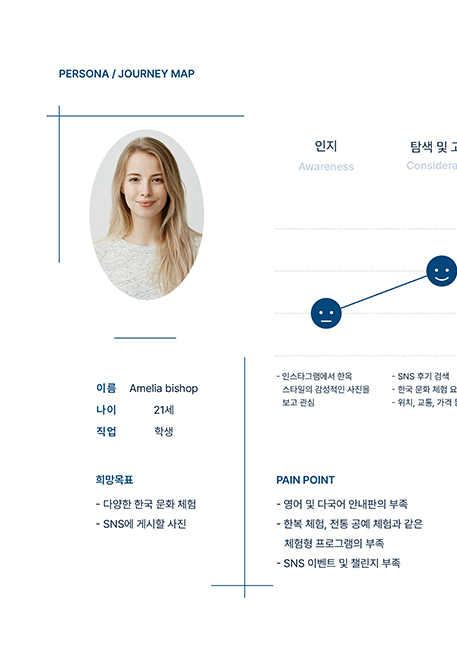 PERSONA / JOURNEY MAP
인지
Awareness
탐색 및
Considera
- 인스타그램에서 한옥
스타일의 감성적인 사진을
보고 관심
- SNS 후기 검색
- 한국 문화 체험 요
- 위치, 교통, 가격
이름 Amelia bishop
나이 21세
직업 학생
희망목표
- 다양한 한국 문화 체험
- SNS에 게시할 사진
PAIN POINT
- 영어 및 다국어 안내판의 부족
- 한복 체험, 전통 공예 체험과 같은
체험형 프로그램의 부족
- SNS 이벤트 및 챌린지 부족